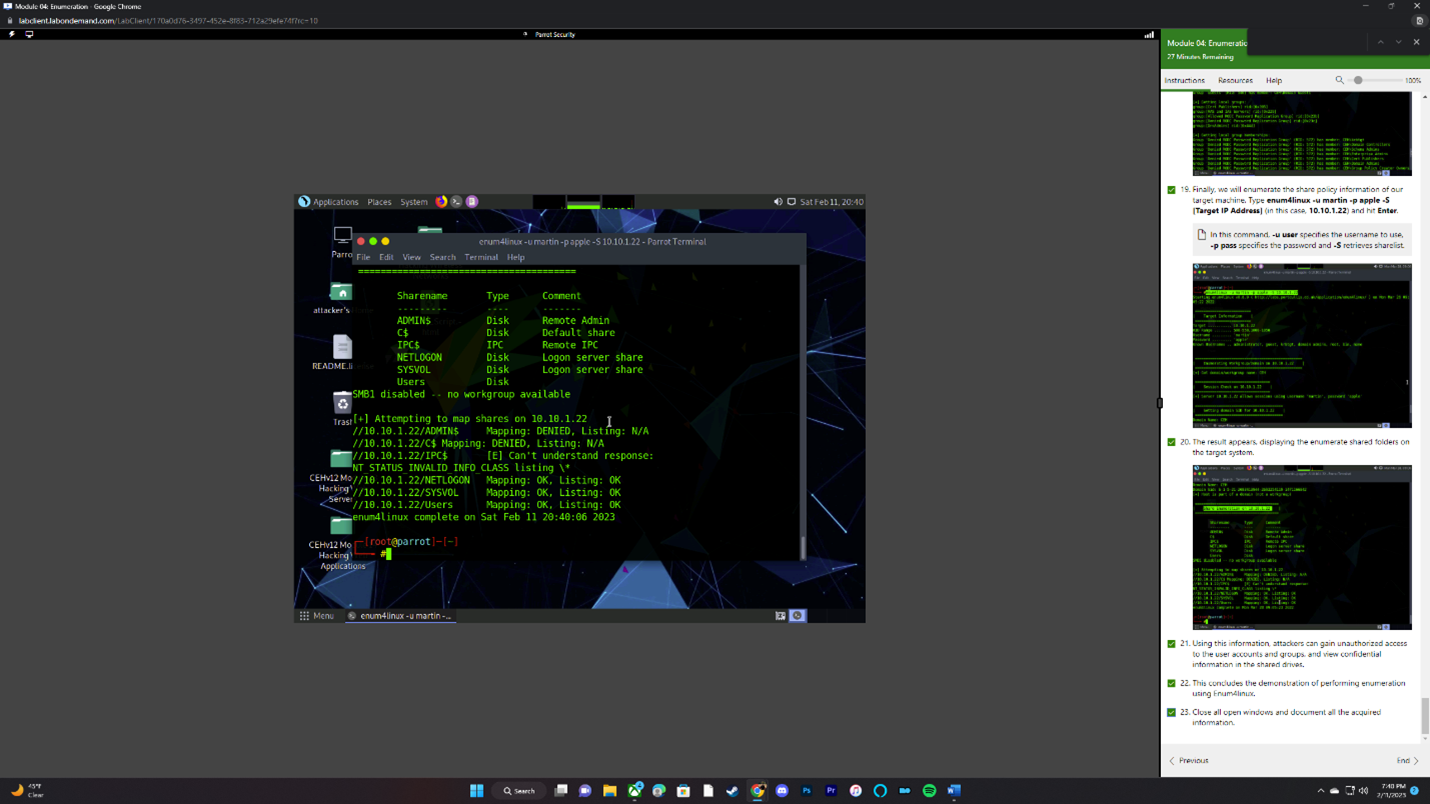 Module 04: Enumeration - Google Chrome
labclient.labondemand.com/LabClient/170a0d76-3497-452e-8f83-712a29efe74f?rc=10
Parrot Security
Applications Places System
Sat Feb 11, 20:40
Parro
attacker's
README.li
Trash
CEHv12 Mo
Hacking
Serve
CEHv12 Mo
Hacking
Applications
enum4linux -u martin -p apple -S 10.10.1.22 - Parrot Terminal
File Edit View Search Terminal Help
========================================
Sharename Type Comment
--------- ---- -------
ADMIN$ Disk Remote Admin
C$ Disk Default share
IPC$ IPC Remote IPC
NETLOGON Disk Logon server share
SYSVOL Disk Logon server share
Users Disk
SMB1 disabled -- no workgroup available
[+] Attempting to map shares on 10.10.1.22
//10.10.1.22/ADMIN$ Mapping: DENIED, Listing: N/A
//10.10.1.22/C$ Mapping: DENIED, Listing: N/A
//10.10.1.22/IPC$ [E] Can't understand response:
NT_STATUS_INVALID_INFO_CLASS listing \*
//10.10.1.22/NETLOGON Mapping: OK, Listing: OK
//10.10.1.22/SYSVOL Mapping: OK, Listing: OK
//10.10.1.22/Users Mapping: OK, Listing: OK
enum4linux complete on Sat Feb 11 20:40:06 2023
[root@parrot]-[~]
#
Menu enum4linux -u martin -...
Module 04: Enumeratio
27 Minutes Remaining
Instructions Resources Help 100%
19. Finally, we will enumerate the share policy information of our
target machine. Type enum4linux -u martin -p apple -S
[Target IP Address] (in this case, 10.10.1.22) and hit Enter.
In this command, -u user specifies the username to use,
-p pass specifies the password and -S retrieves sharelist.
20. The result appears, displaying the enumerate shared folders on
the target system.
21. Using this information, attackers can gain unauthorized access
to the user accounts and groups, and view confidential
information in the shared drives.
22. This concludes the demonstration of performing enumeration
using Enum4linux.
23. Close all open windows and document all the acquired
information.
Previous End
45°F
Clear
Search
7:40 PM